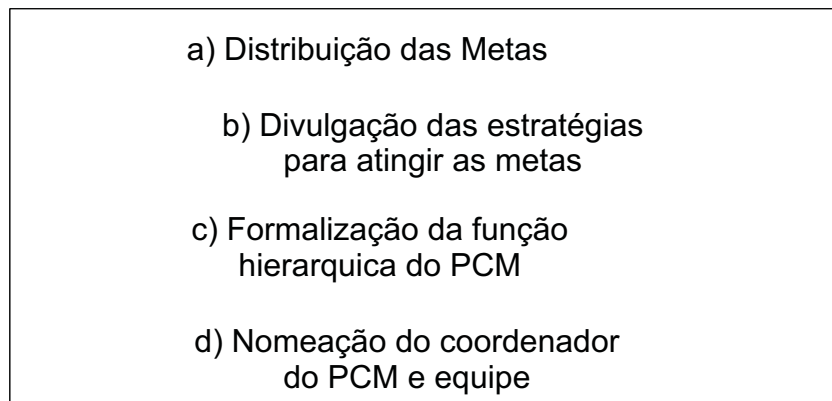 a) Distribuição das Metas
b) Divulgação das estratégias
para atingir as metas
c) Formalização da função
hierarquica do PCM
d) Nomeação do coordenador
do PCM e equipe